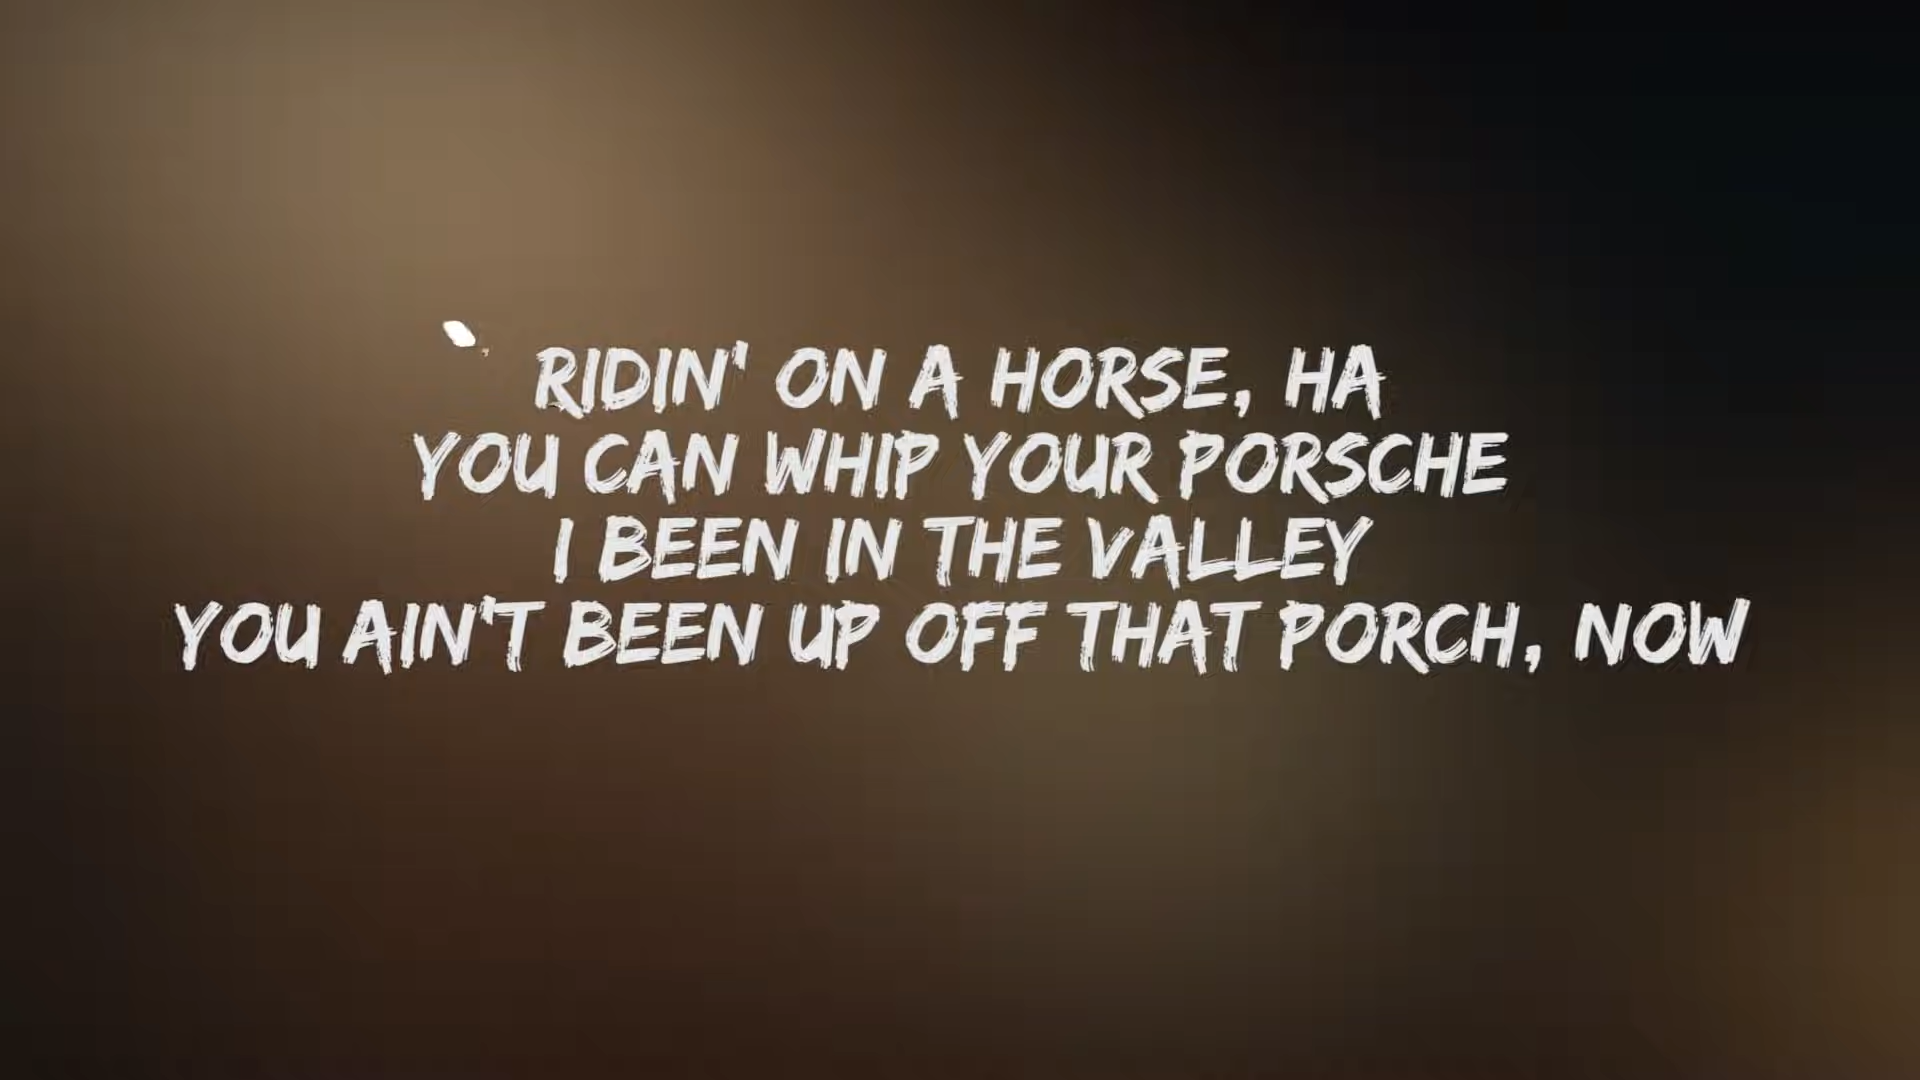 RIDIN' ON A HORSE, HA
YOU CAN WHIP YOUR PORSCHE
I BEEN IN THE VALLEY
YOU AIN'T BEEN UP OFF THAT PORCH, NOW